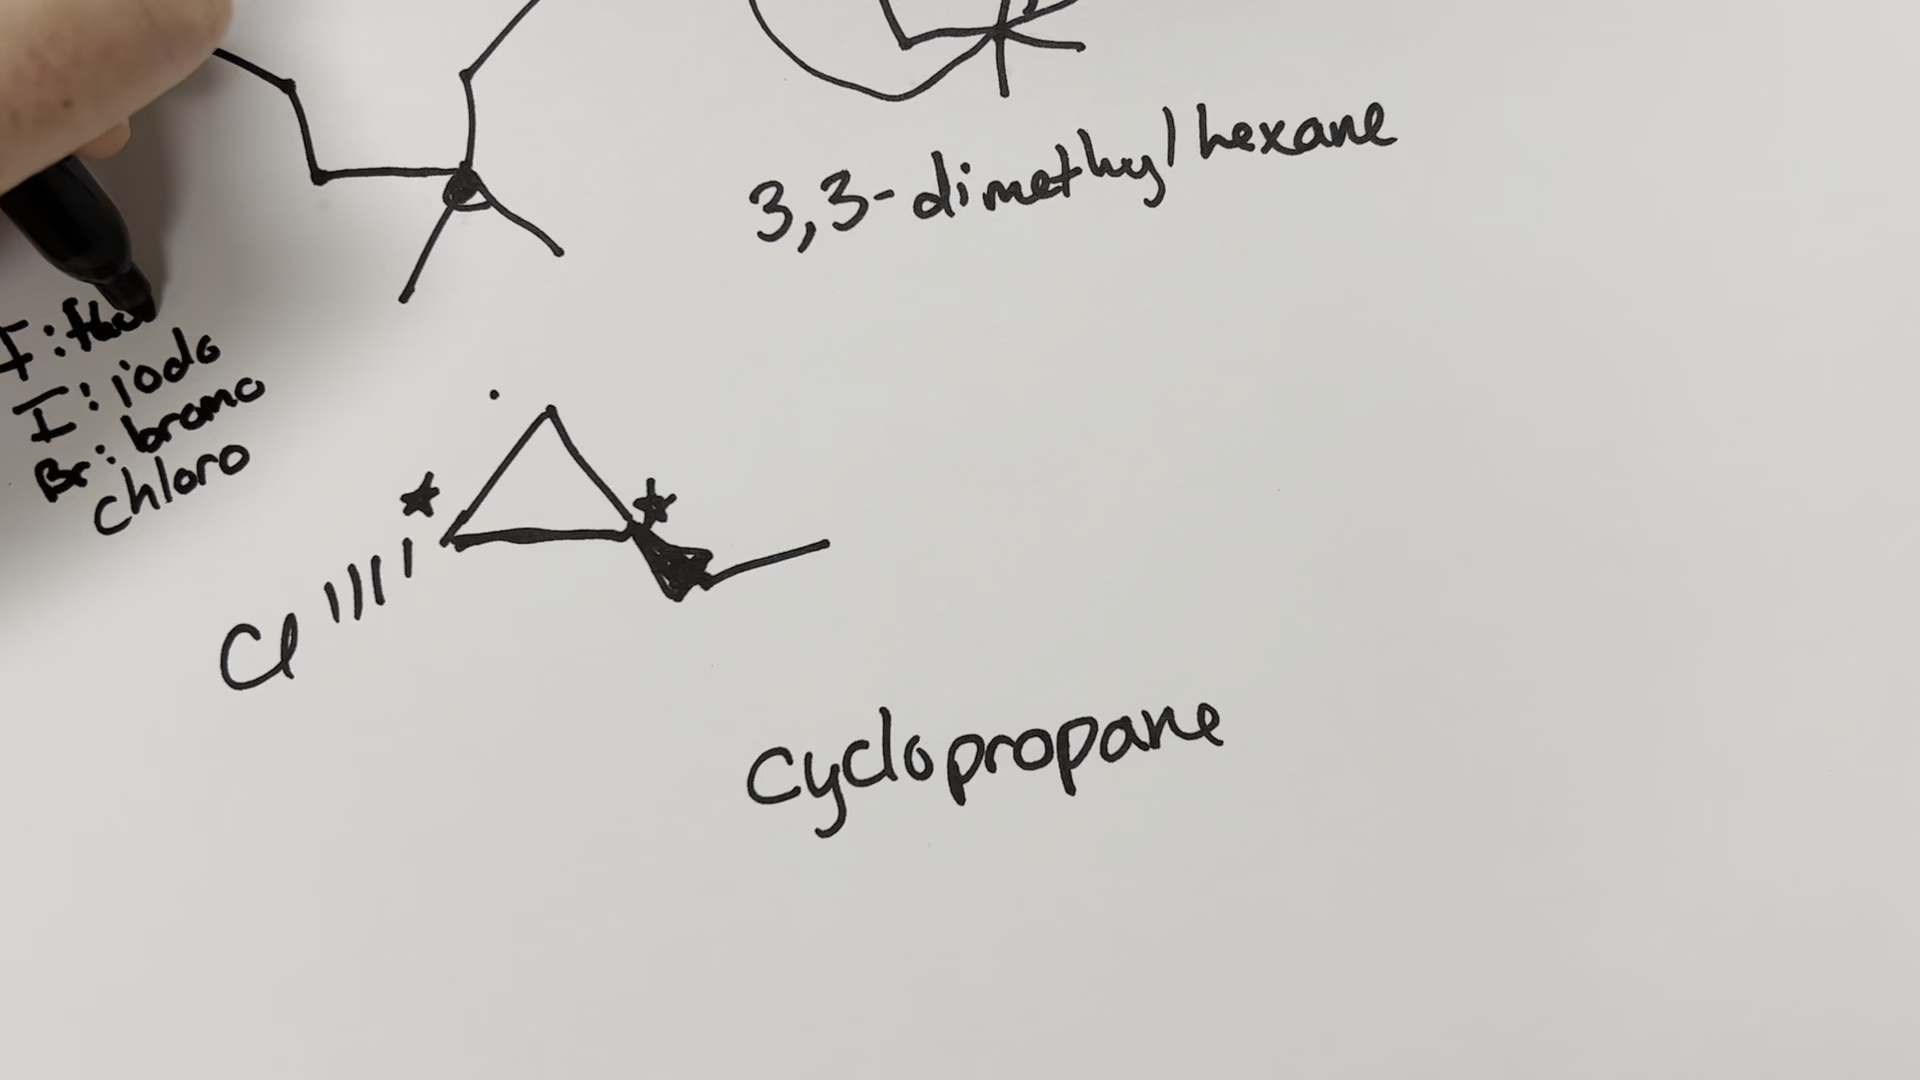 3,3-dimethylhexane
I: iodo
Br: bromo
chloro
Cl
cyclopropane